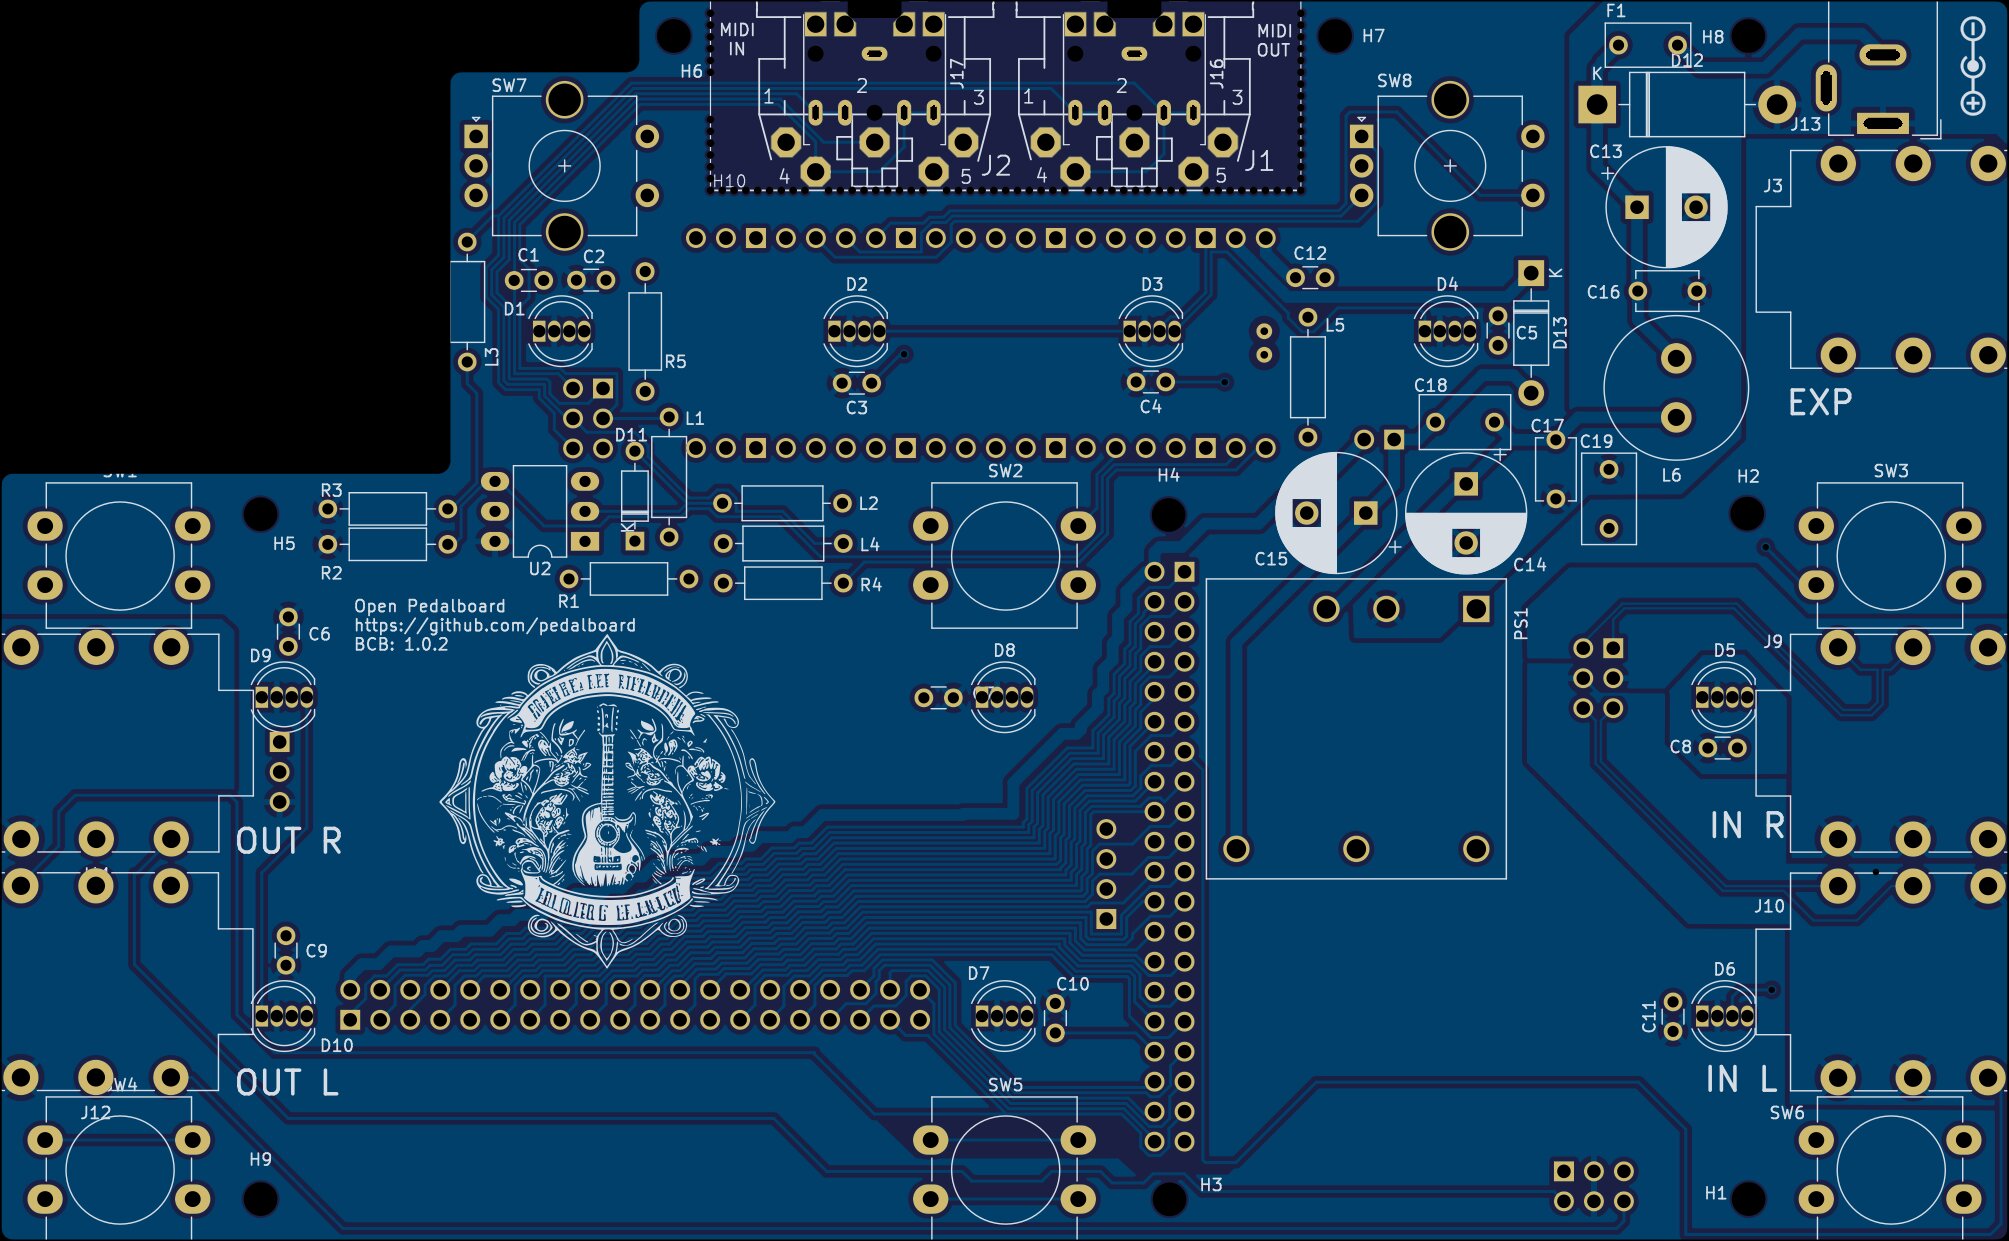 MIDI
IN
MIDI
OUT
F1
H7
H8
D12
K
H6
SW7
J17
J16
SW8
1
2
3
1
2
3
J13
C13
+
H10
4
5
J2
4
5
J1
J3
C1
C2
C12
K
D1
D2
D3
D4
C16
L3
R5
L5
C5
D13
C3
C4
C18
EXP
L1
D11
C17
C19
+
SW1
R3
SW2
H4
L6
H2
SW3
K
L2
H5
L4
+
R2
U2
R1
R4
C15
C14
Open Pedalboard
https://github.com/pedalboard
BCB: 1.0.2
C6
PS1
D9
D8
D5
J9
C8
OUT R
IN R
J10
C9
D7
C10
D6
C11
D10
OUT L
SW4
SW5
IN L
J12
SW6
H9
H3
H1